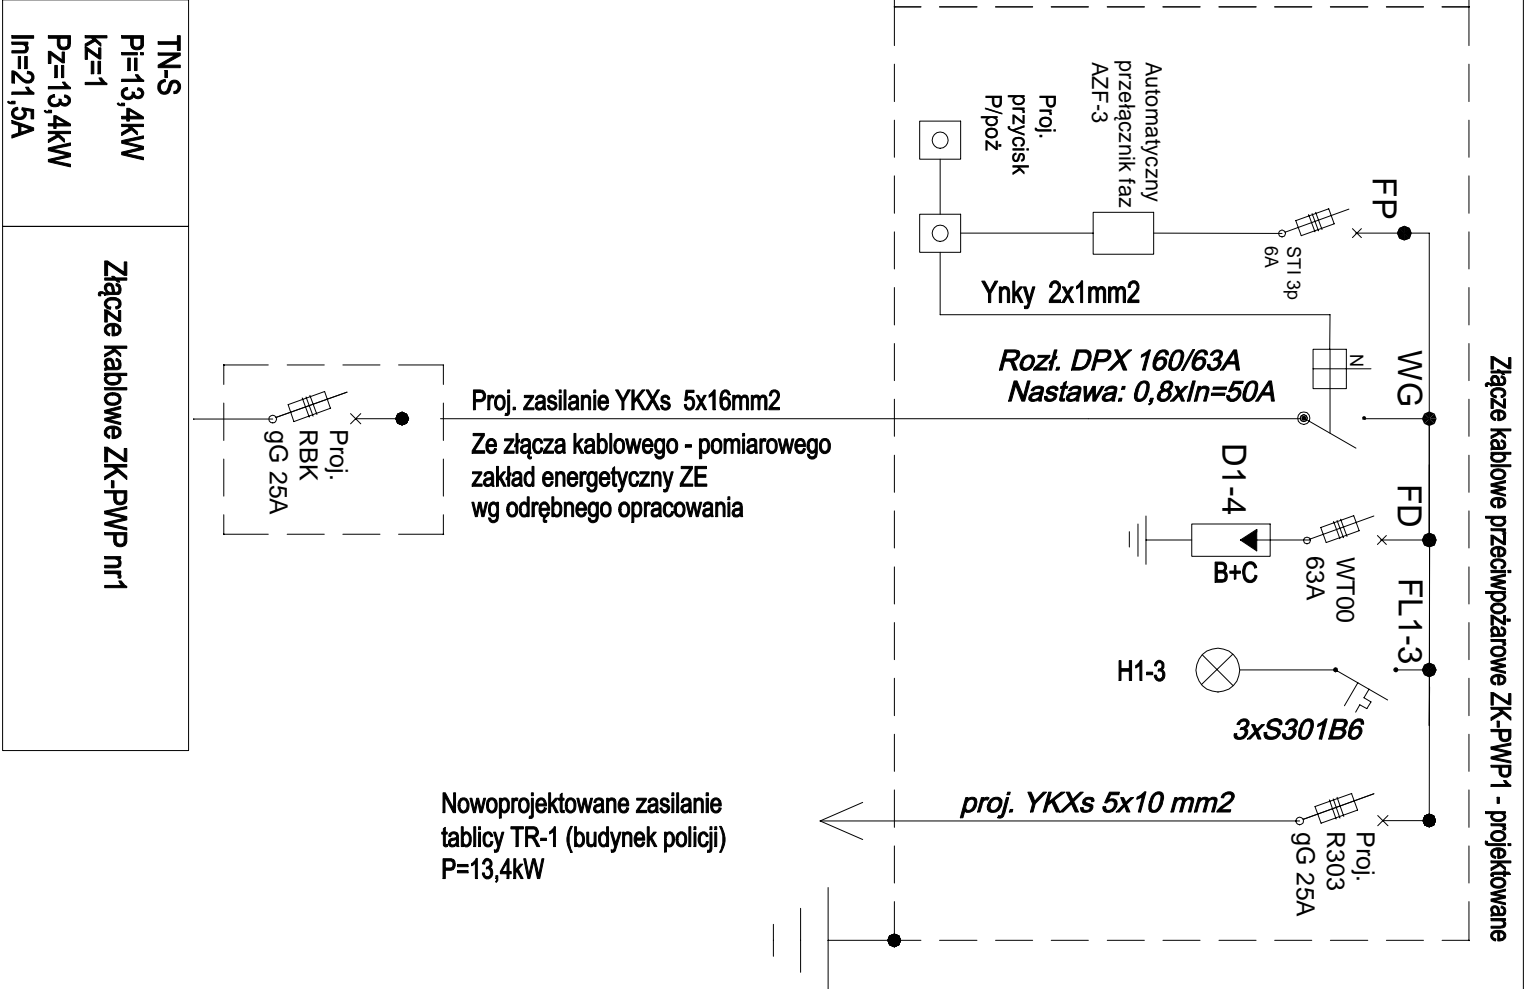 Złącze kablowe przeciwpożarowe ZK-PWP1 - projektowane
Automatyczny
przełącznik faz
AZF-3
Proj.
przycisk
P/poż
FP
STI 3p
6A
Ynky 2x1mm2
Rozł. DPX 160/63A
Nastawa: 0,8xIn=50A
N
WG
Proj. zasilanie YKXs 5x16mm2
Ze złącza kablowego - pomiarowego
zakład energetyczny ZE
wg odrębnego opracowania
Proj.
RBK
gG 25A
FD
WT00
63A
D1-4
B+C
FL1-3
H1-3
3xS301B6
proj. YKXs 5x10 mm2
Proj.
R303
gG 25A
Nowoprojektowane zasilanie
tablicy TR-1 (budynek policji)
P=13,4kW
TN-S
Pi=13,4kW
kz=1
Pz=13,4kW
In=21,5A
Złącze kablowe ZK-PWP nr1